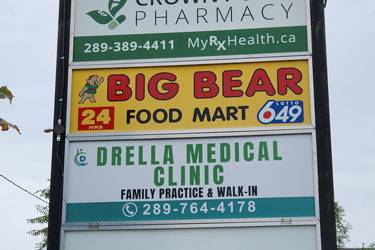 CROWN
PHARMACY
289-389-4411 MyRxHealth.ca
BIG BEAR
24 HRS FOOD MART LOTTO 649
DRELLA MEDICAL
CLINIC
FAMILY PRACTICE & WALK-IN
289-764-4178